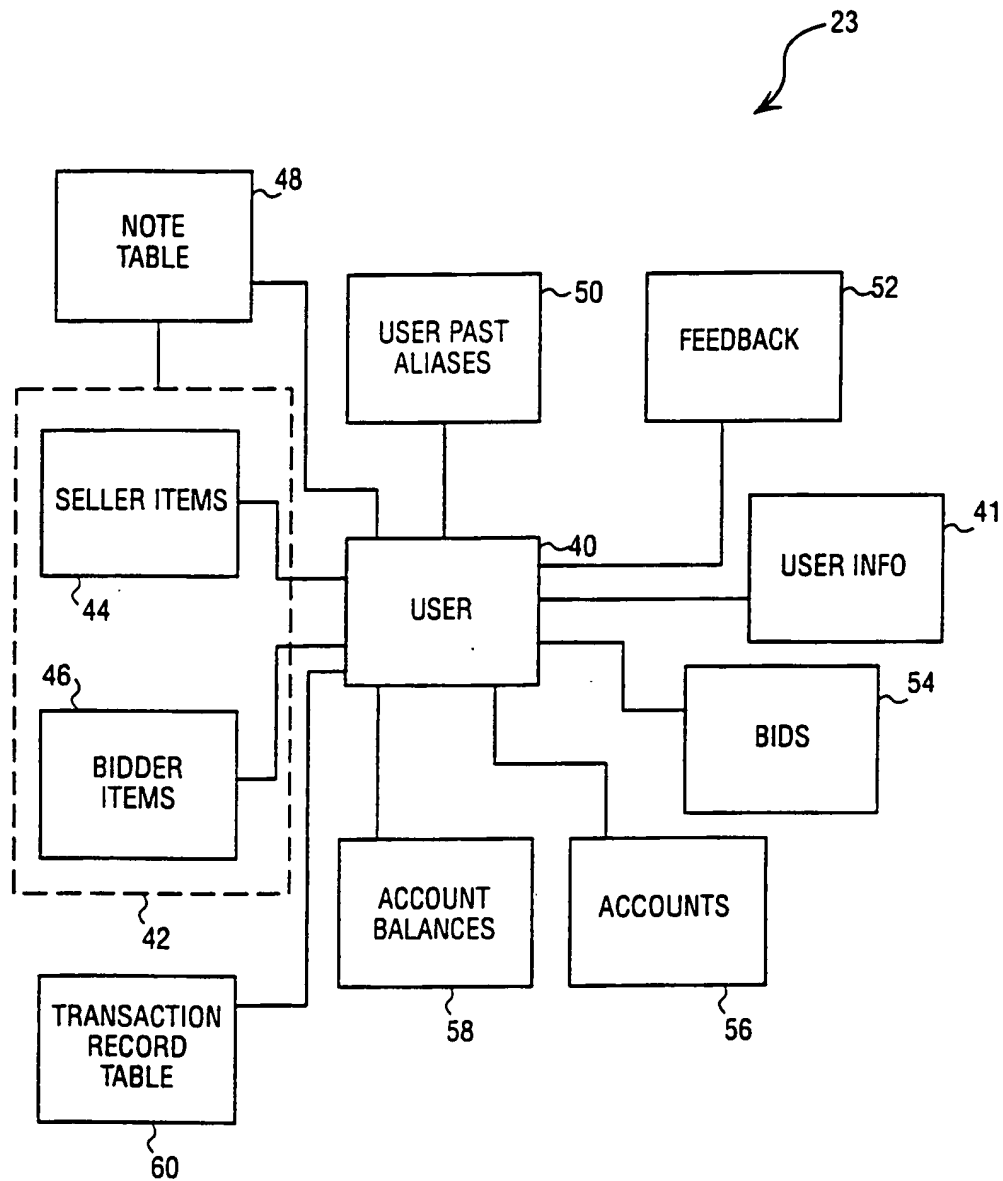 23
48
NOTE
TABLE
50
USER PAST
ALIASES
52
FEEDBACK
SELLER ITEMS
44
40
USER
41
USER INFO
46
BIDDER
ITEMS
54
BIDS
42
ACCOUNT
BALANCES
58
ACCOUNTS
56
TRANSACTION
RECORD
TABLE
60